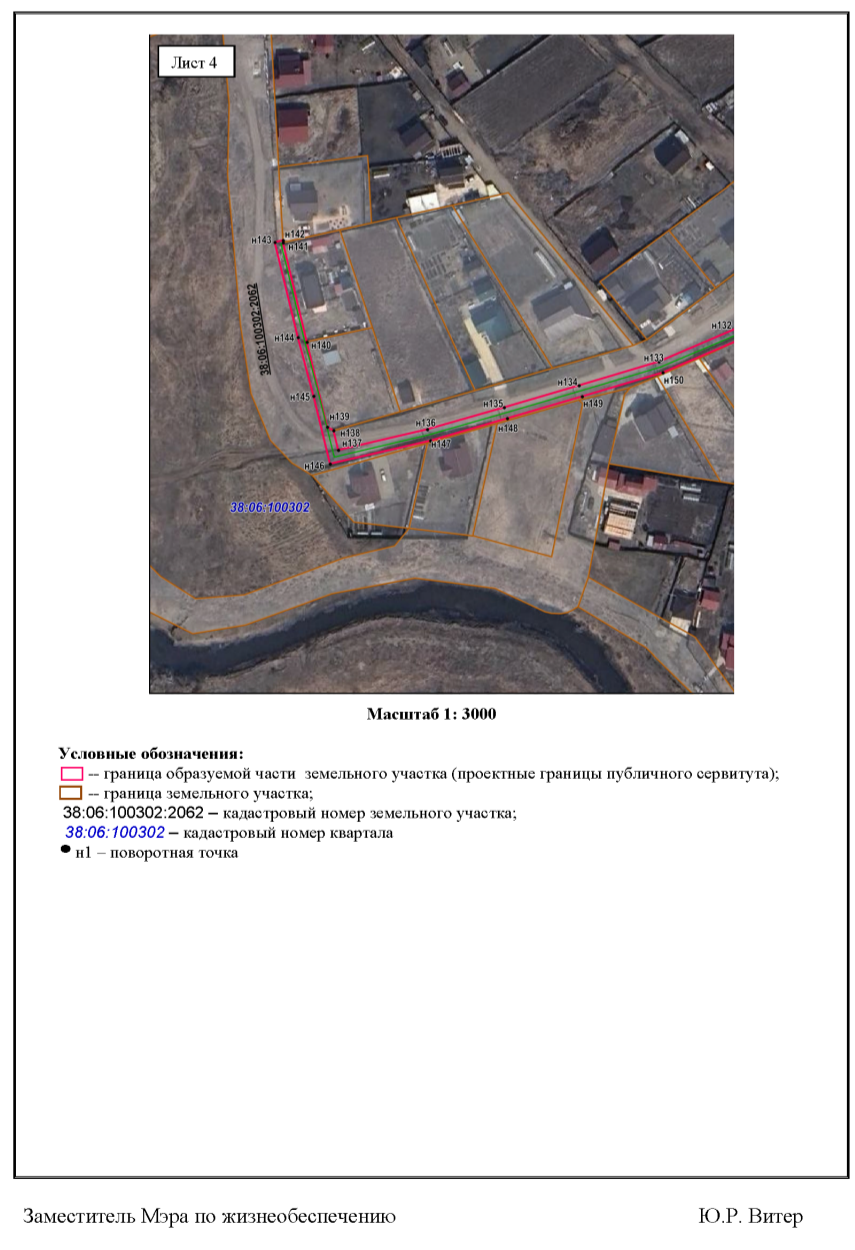 Лист 4
н142
н143
н141
38:06:100302:2062
н144
н140
н132
н133
н150
н134
н149
н145
н135
н148
н139
н138
н136
н137
н147
н146
38:06:100302
Масштаб 1: 3000
Условные обозначения:
-- граница образуемой части земельного участка (проектные границы публичного сервитута);
-- граница земельного участка;
38:06:100302:2062 – кадастровый номер земельного участка;
38:06:100302 – кадастровый номер квартала
н1 – поворотная точка
Заместитель Мэра по жизнеобеспечению Ю.Р. Витер